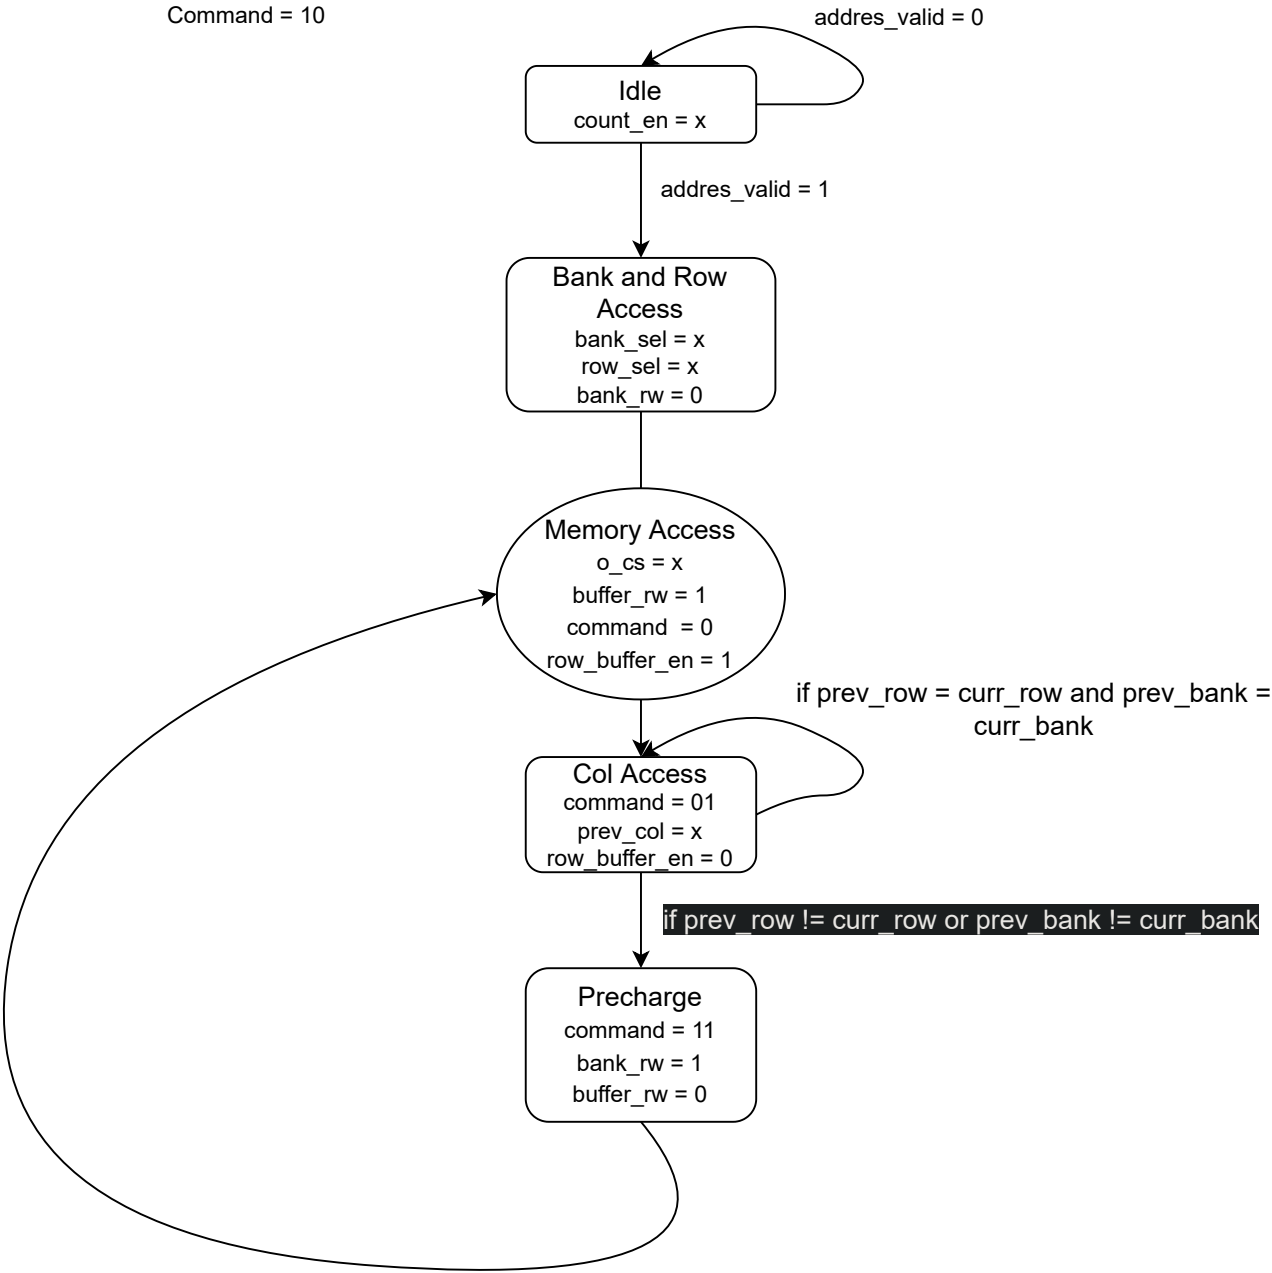 Command = 10
addres_valid = 0
Idle
count_en = x
addres_valid = 1
Bank and Row
Access
bank_sel = x
row_sel = x
bank_rw = 0
Memory Access
o_cs = x
buffer_rw = 1
command  = 0
row_buffer_en = 1
if prev_row = curr_row and prev_bank =
curr_bank
Col Access
command = 01
prev_col = x
row_buffer_en = 0
if prev_row != curr_row or prev_bank != curr_bank
Precharge
command = 11
bank_rw = 1
buffer_rw = 0